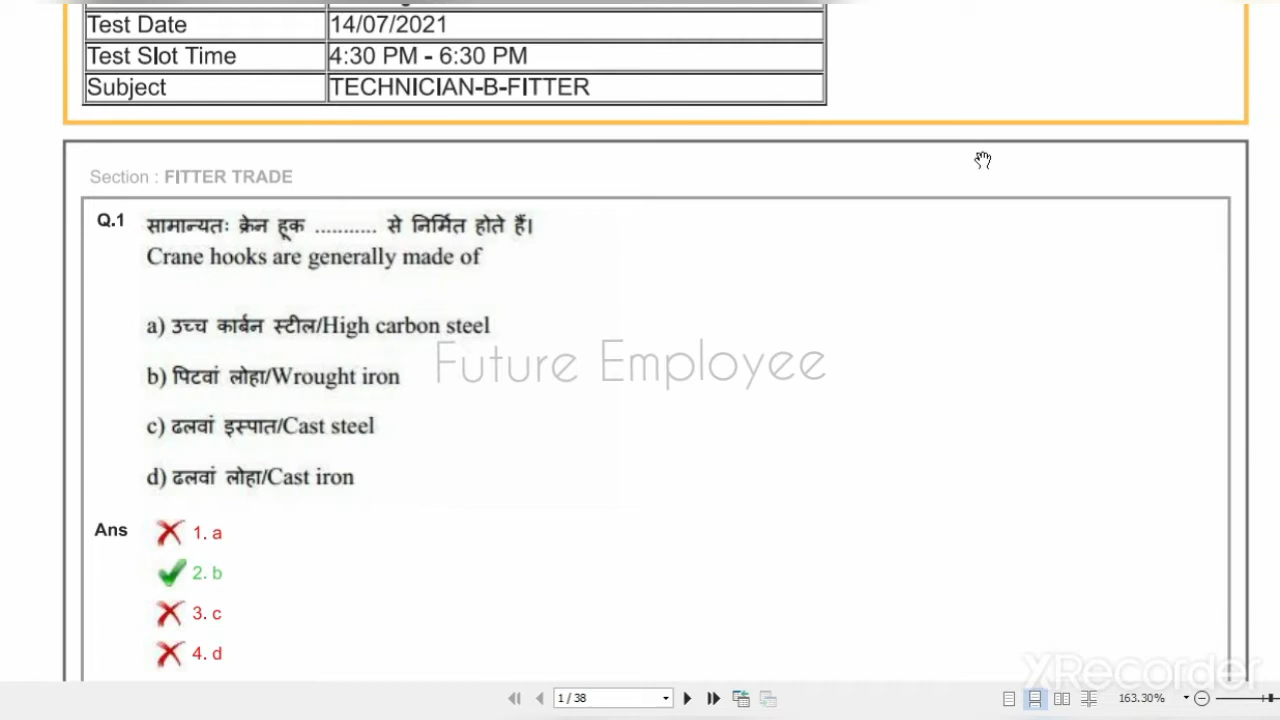 Test Date 14/07/2021
Test Slot Time 4:30 PM - 6:30 PM
Subject TECHNICIAN-B-FITTER
Section : FITTER TRADE
Q.1 सामान्यतः क्रेन हूक ........... से निर्मित होते हैं।
Crane hooks are generally made of
a) उच्च कार्बन स्टील/High carbon steel
Future Employee
b) पिटवां लोहा/Wrought iron
c) ढलवां इस्पात/Cast steel
d) ढलवां लोहा/Cast iron
Ans 1. a
2. b
3. c
4. d
XRecorder
1 / 38 163.30%